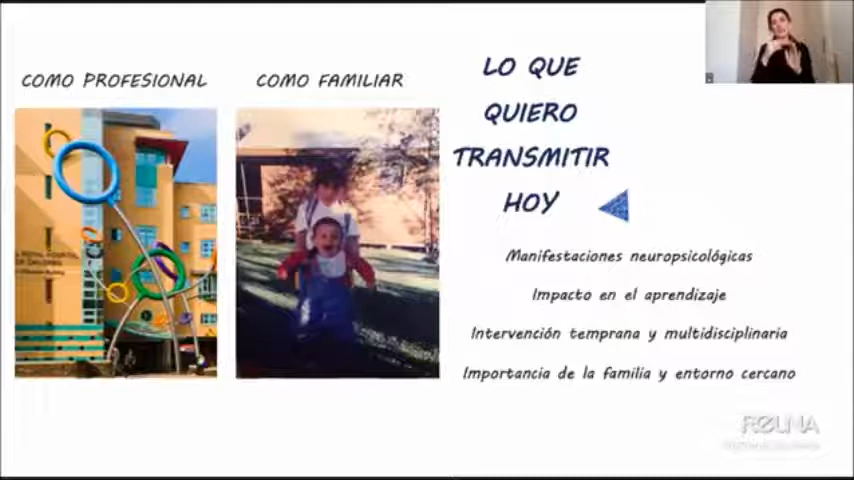 COMO PROFESIONAL
COMO FAMILIAR
LO QUE
QUIERO
TRANSMITIR
HOY
Manifestaciones neuropsicológicas
Impacto en el aprendizaje
Intervención temprana y multidisciplinaria
Importancia de la familia y entorno cercano